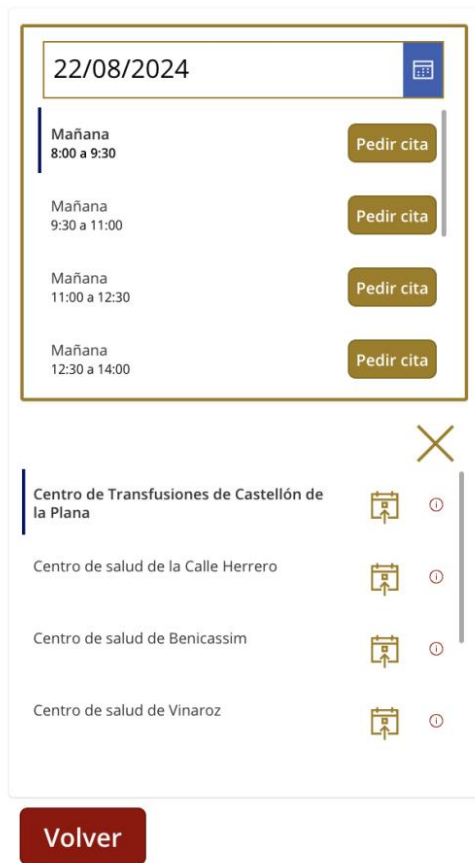 22/08/2024
Mañana
8:00 a 9:30
Pedir cita
Mañana
9:30 a 11:00
Pedir cita
Mañana
11:00 a 12:30
Pedir cita
Mañana
12:30 a 14:00
Pedir cita
Centro de Transfusiones de Castellón de
la Plana
Centro de salud de la Calle Herrero
Centro de salud de Benicassim
Centro de salud de Vinaroz
Volver